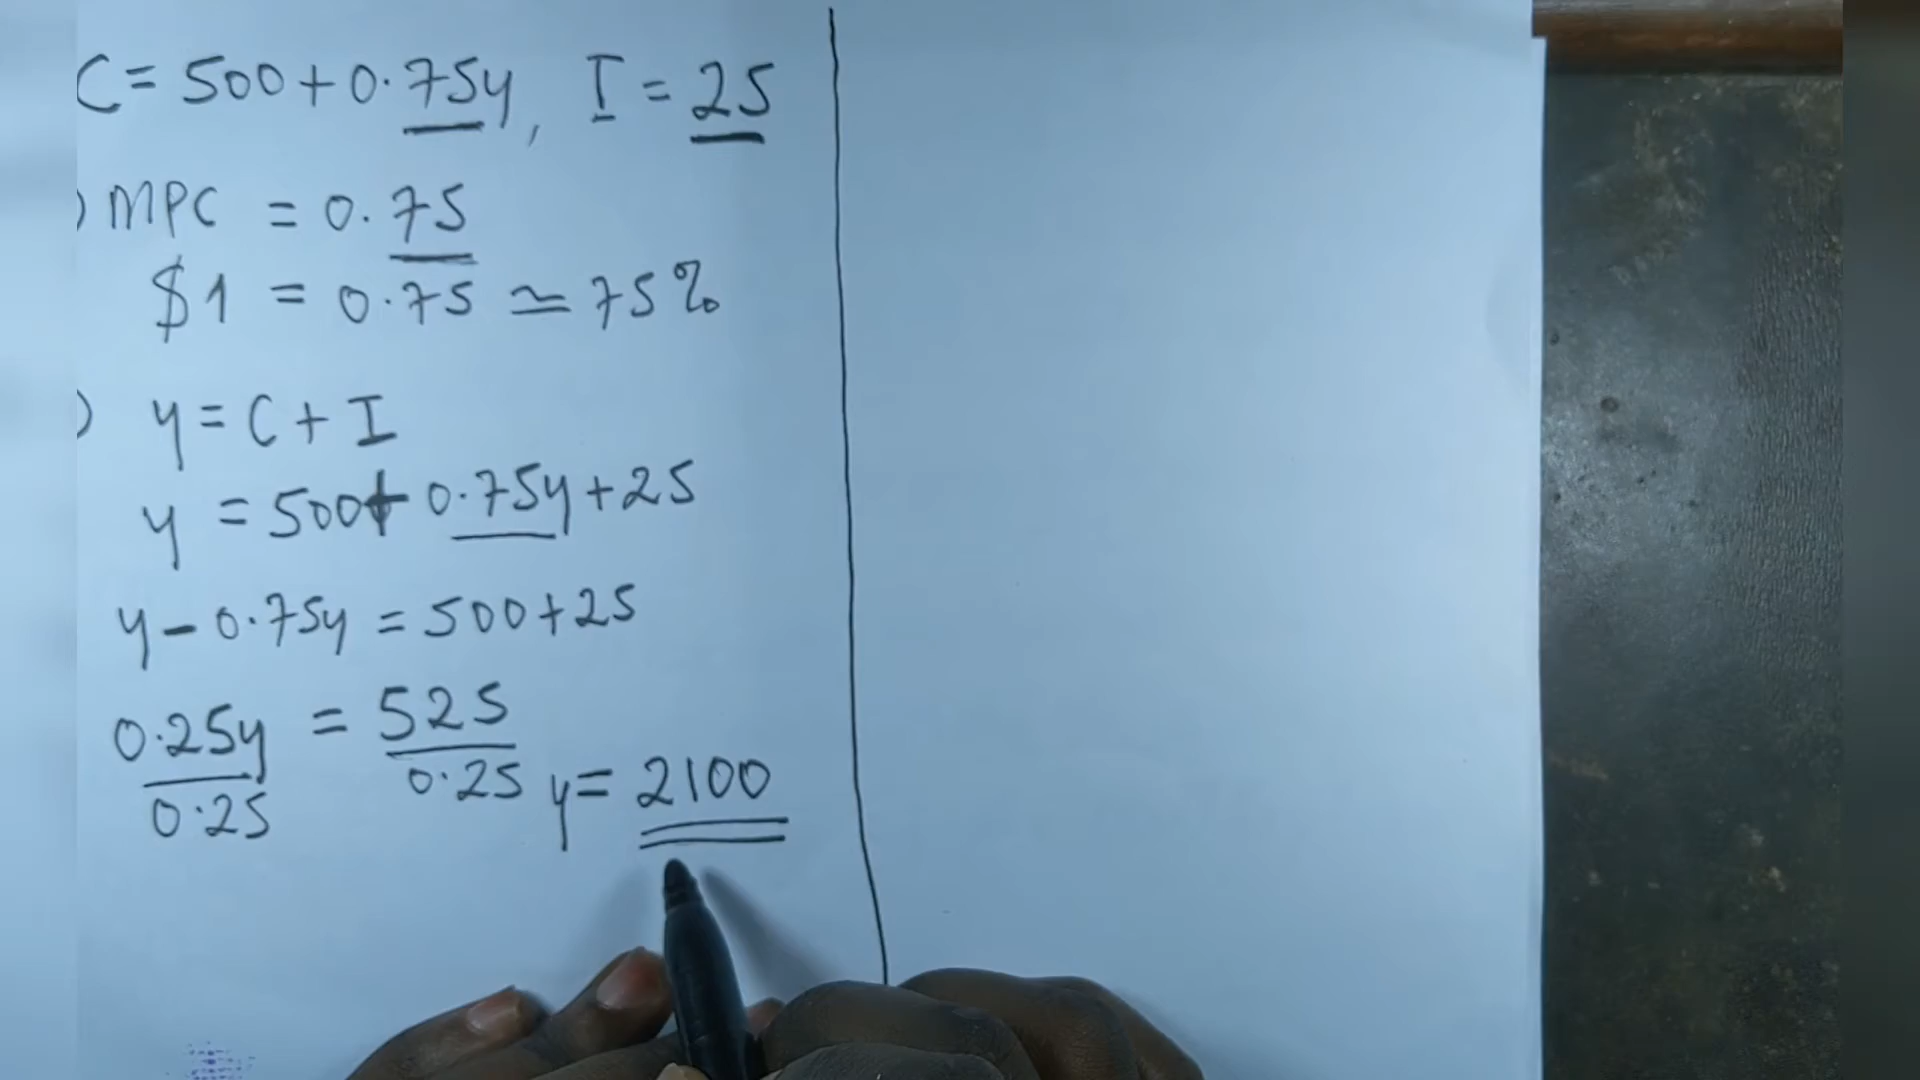 C = 500 + 0.75y, I = 25
) MPC = 0.75
$1 = 0.75 ≃ 75%
) y = C + I
y = 500 + 0.75y + 25
y - 0.75y = 500 + 25
0.25y = 525
0.25 0.25 y = 2100